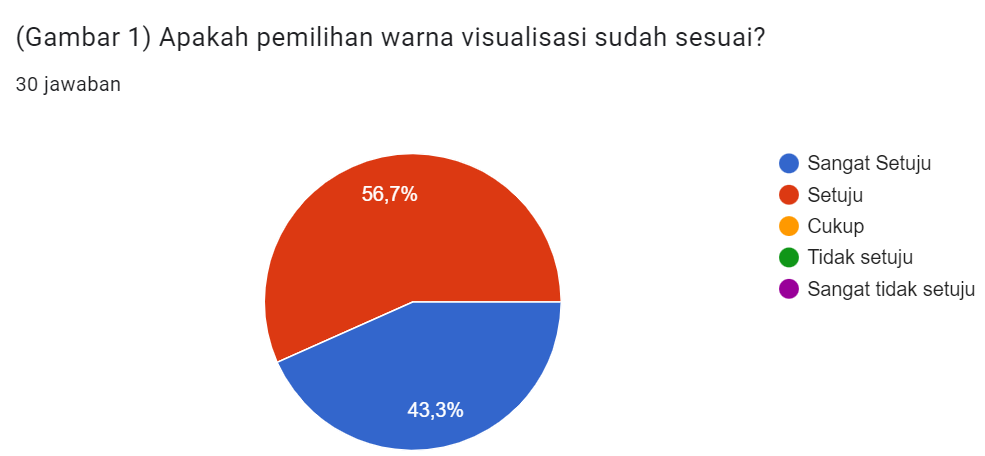 (Gambar 1) Apakah pemilihan warna visualisasi sudah sesuai?
30 jawaban
56,7%
43,3%
Sangat Setuju
Setuju
Cukup
Tidak setuju
Sangat tidak setuju